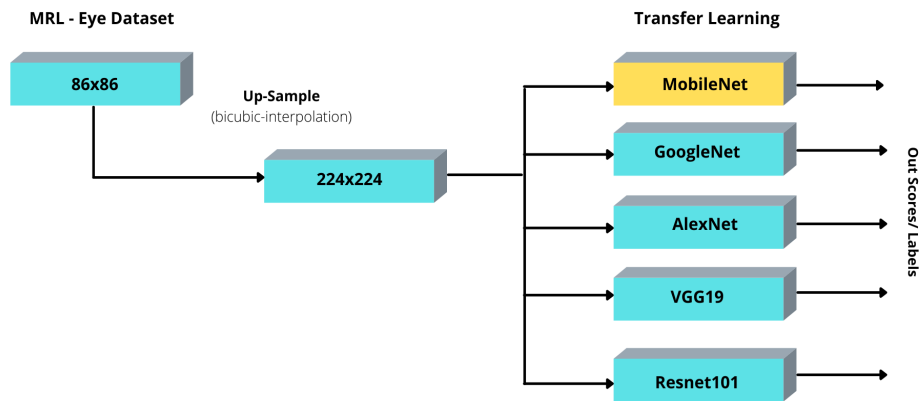 MRL - Eye Dataset
Transfer Learning
86x86
Up-Sample
(bicubic-interpolation)
224x224
MobileNet
GoogleNet
AlexNet
VGG19
Resnet101
Out Scores/ Labels